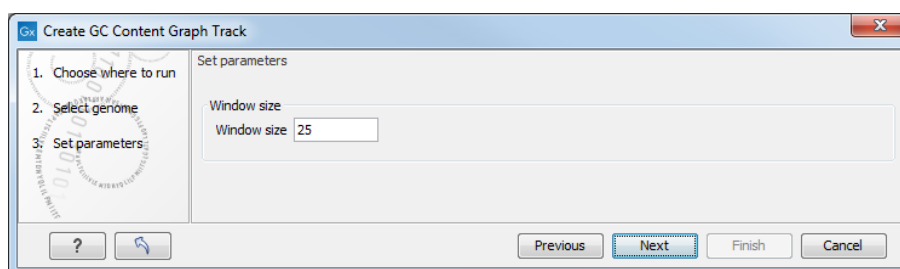 Gx Create GC Content Graph Track
X
1. Choose where to run
2. Select genome
3. Set parameters
Set parameters
Window size
Window size 25
?
Previous Next Finish Cancel